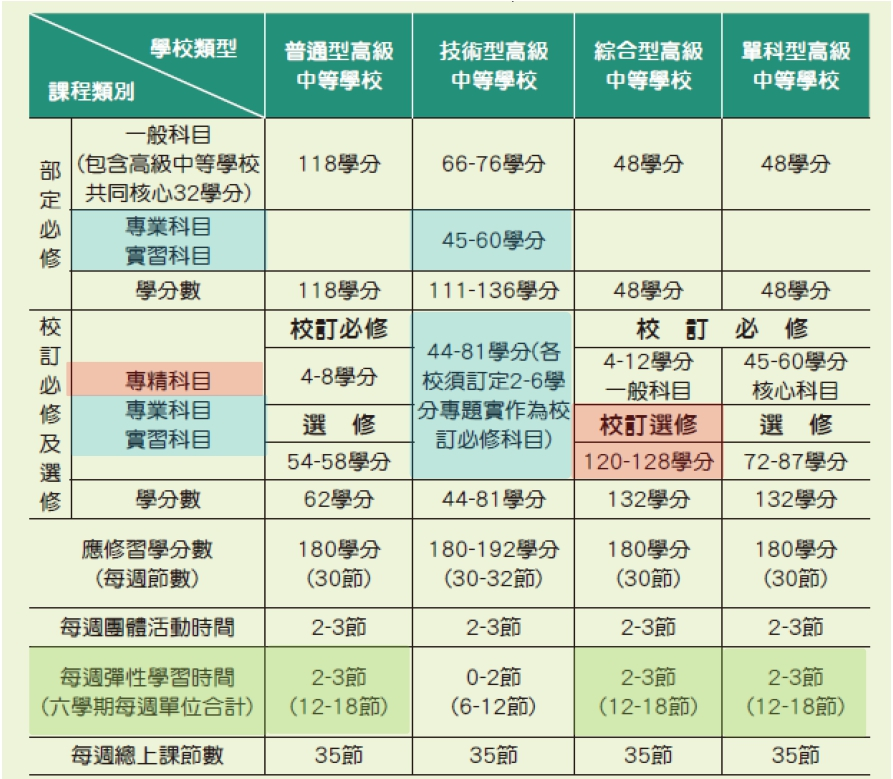 學校類型
課程類別
普通型高級
中等學校
技術型高級
中等學校
綜合型高級
中等學校
單科型高級
中等學校
部定必修
一般科目
(包含高級中等學校
共同核心32學分)
118學分
66-76學分
48學分
48學分
專業科目
實習科目
45-60學分
學分數
118學分
111-136學分
48學分
48學分
校訂必修及選修
專精科目
專業科目
實習科目
校訂必修
4-8學分
選 修
54-58學分
44-81學分(各
校須訂定2-6學
分專題實作為校
訂必修科目)
校 訂 必 修
4-12學分
一般科目
45-60學分
核心科目
校訂選修
120-128學分
選 修
72-87學分
學分數
62學分
44-81學分
132學分
132學分
應修習學分數
(每週節數)
180學分
(30節)
180-192學分
(30-32節)
180學分
(30節)
180學分
(30節)
每週團體活動時間
2-3節
2-3節
2-3節
2-3節
每週彈性學習時間
(六學期每週單位合計)
2-3節
(12-18節)
0-2節
(6-12節)
2-3節
(12-18節)
2-3節
(12-18節)
每週總上課節數
35節
35節
35節
35節